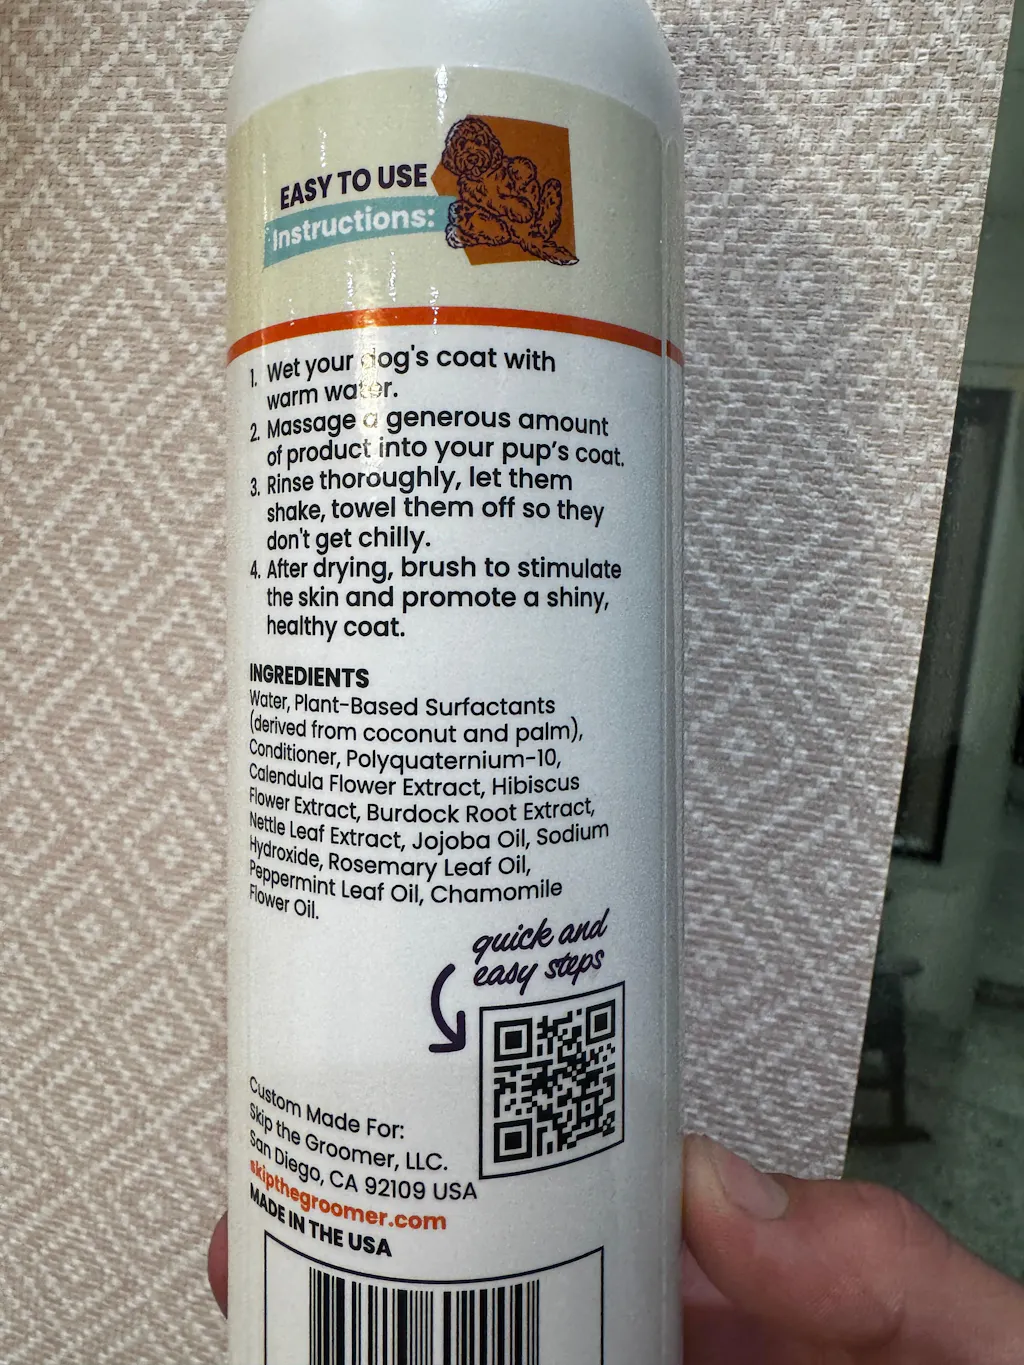 EASY TO USE
Instructions:
1. Wet your dog's coat with
warm water.
2. Massage a generous amount
of product into your pup's coat.
3. Rinse thoroughly, let them
shake, towel them off so they
don't get chilly.
4. After drying, brush to stimulate
the skin and promote a shiny,
healthy coat.
INGREDIENTS
Water, Plant-Based Surfactants
(derived from coconut and palm),
Conditioner, Polyquaternium-10,
Calendula Flower Extract, Hibiscus
Flower Extract, Burdock Root Extract,
Nettle Leaf Extract, Jojoba Oil, Sodium
Hydroxide, Rosemary Leaf Oil,
Peppermint Leaf Oil, Chamomile
Flower Oil.
quick and
easy steps
Custom Made For:
Skip the Groomer, LLC.
San Diego, CA 92109 USA
skipthegroomer.com
MADE IN THE USA